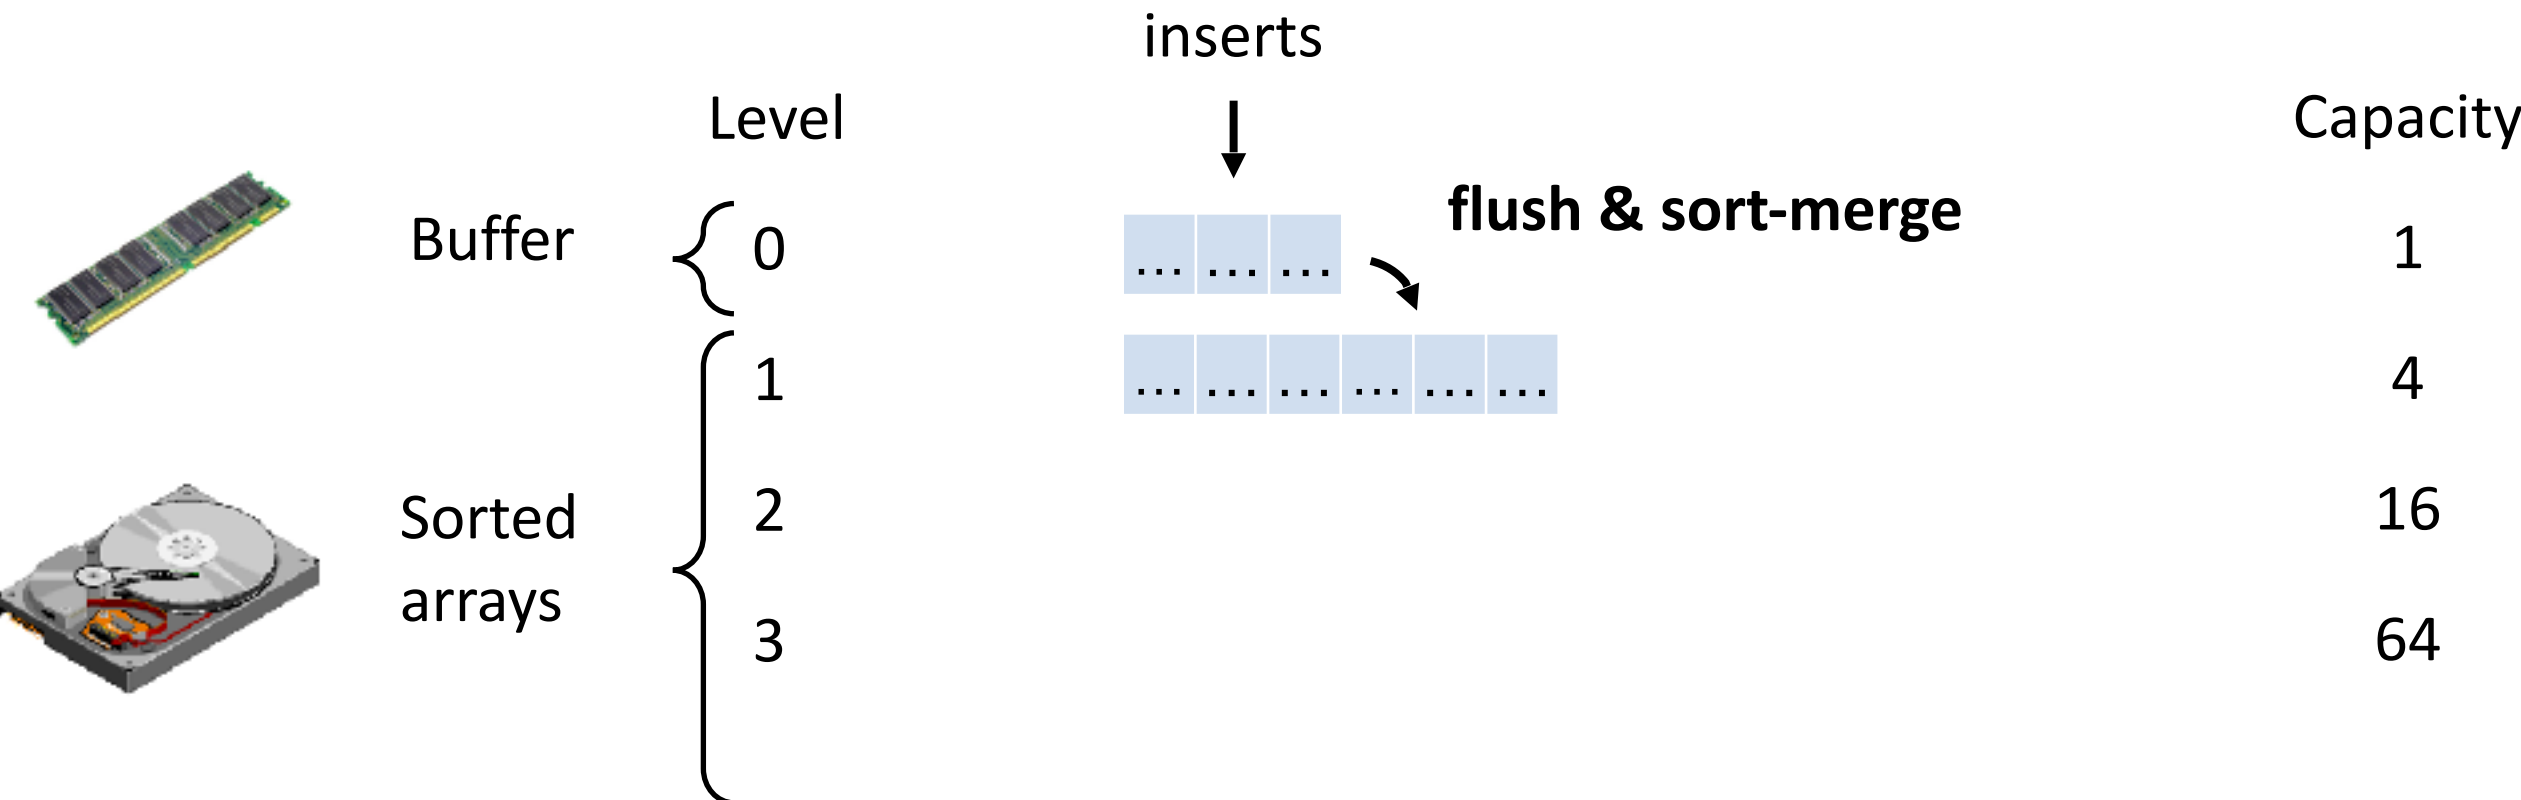 inserts
Level
Capacity
Buffer
0
... ... ...
flush & sort-merge
1
1
... ... ... ... ... ...
4
Sorted
arrays
2
16
3
64